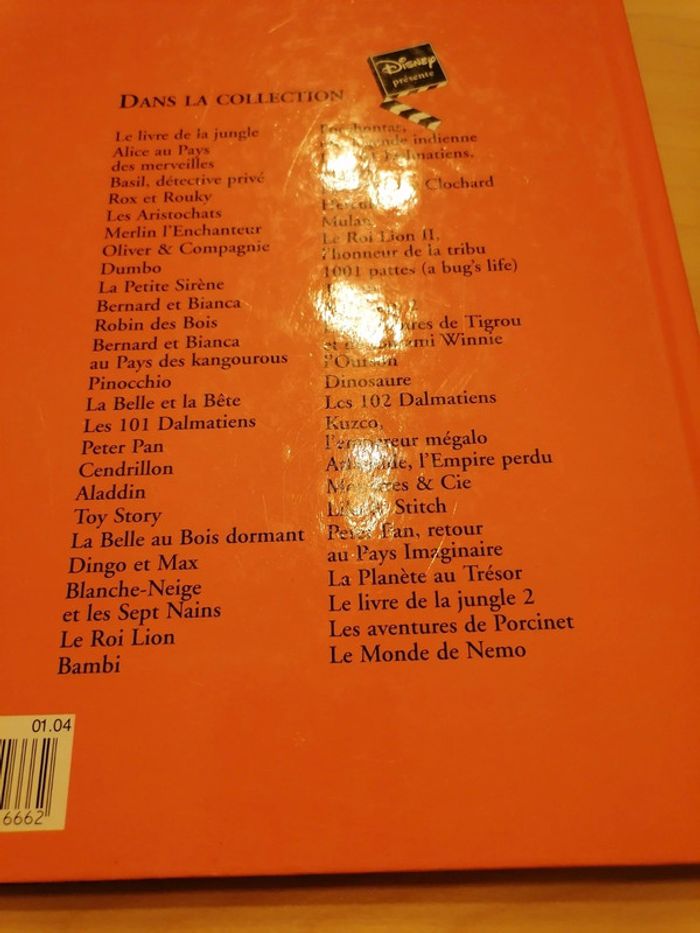 Disney
présente
DANS LA COLLECTION
Le livre de la jungle
Alice au Pays
des merveilles
Basil, détective privé
Rox et Rouky
Les Aristochats
Merlin l'Enchanteur
Oliver & Compagnie
Dumbo
La Petite Sirène
Bernard et Bianca
Robin des Bois
Bernard et Bianca
au Pays des kangourous
Pinocchio
La Belle et la Bête
Les 101 Dalmatiens
Peter Pan
Cendrillon
Aladdin
Toy Story
La Belle au Bois dormant
Dingo et Max
Blanche-Neige
et les Sept Nains
Le Roi Lion
Bambi
Pocahontas,
indienne
Clochard
Mulan
Le Roi Lion II,
l'honneur de la tribu
1001 pattes (a bug's life)
2
de Tigrou
Winnie
l'Ourson
Dinosaure
Les 102 Dalmatiens
Kuzco,
l'empereur mégalo
l'Empire perdu
& Cie
Stitch
Peter Pan, retour
au Pays Imaginaire
La Planète au Trésor
Le livre de la jungle 2
Les aventures de Porcinet
Le Monde de Nemo
01.04
6662